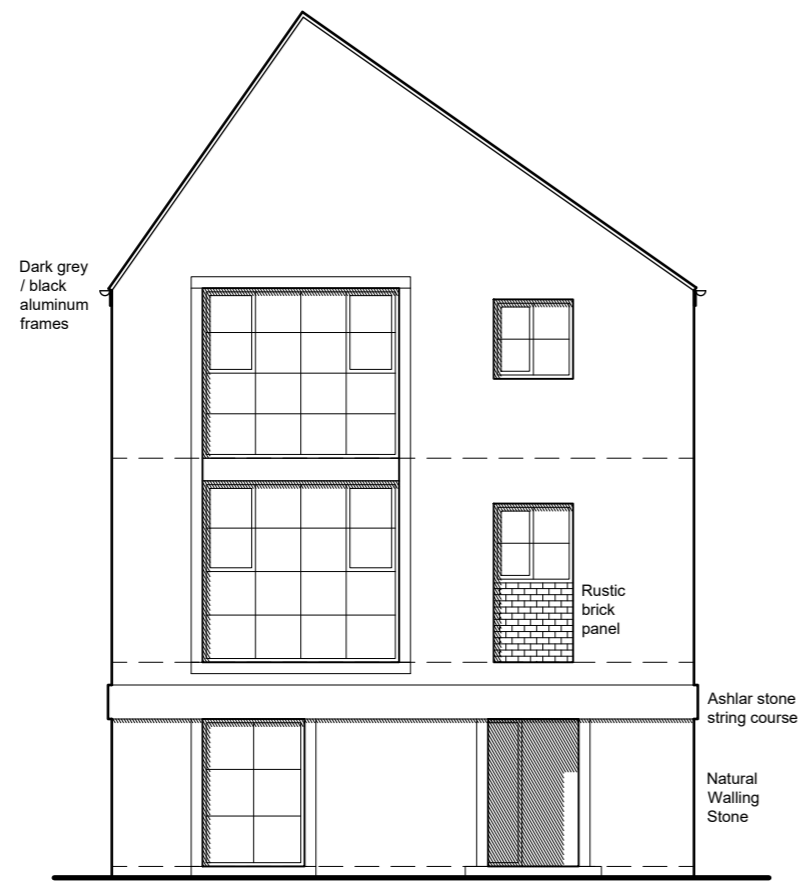 Dark grey
/ black
aluminum
frames
Rustic
brick
panel
Ashlar stone
string course
Natural
Walling
Stone